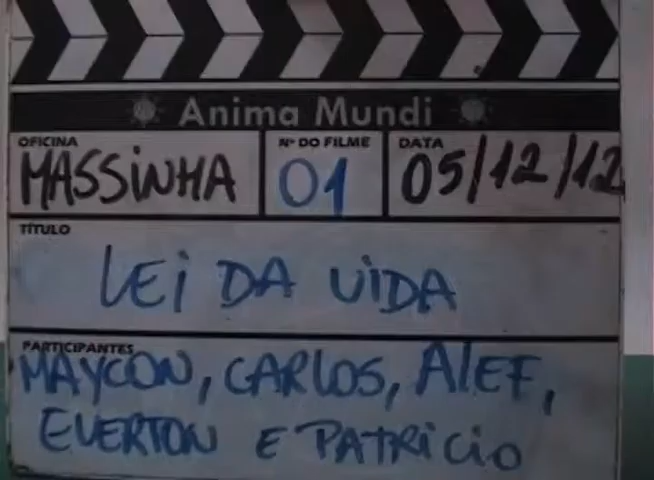 Anima Mundi
OFICINA
MASSINHA
Nº DO FILME
01
DATA
05/12/12
TÍTULO
LEI DA VIDA
PARTICIPANTES
MAYCON, CARLOS, ALEF,
EVERTON E PATRICIO